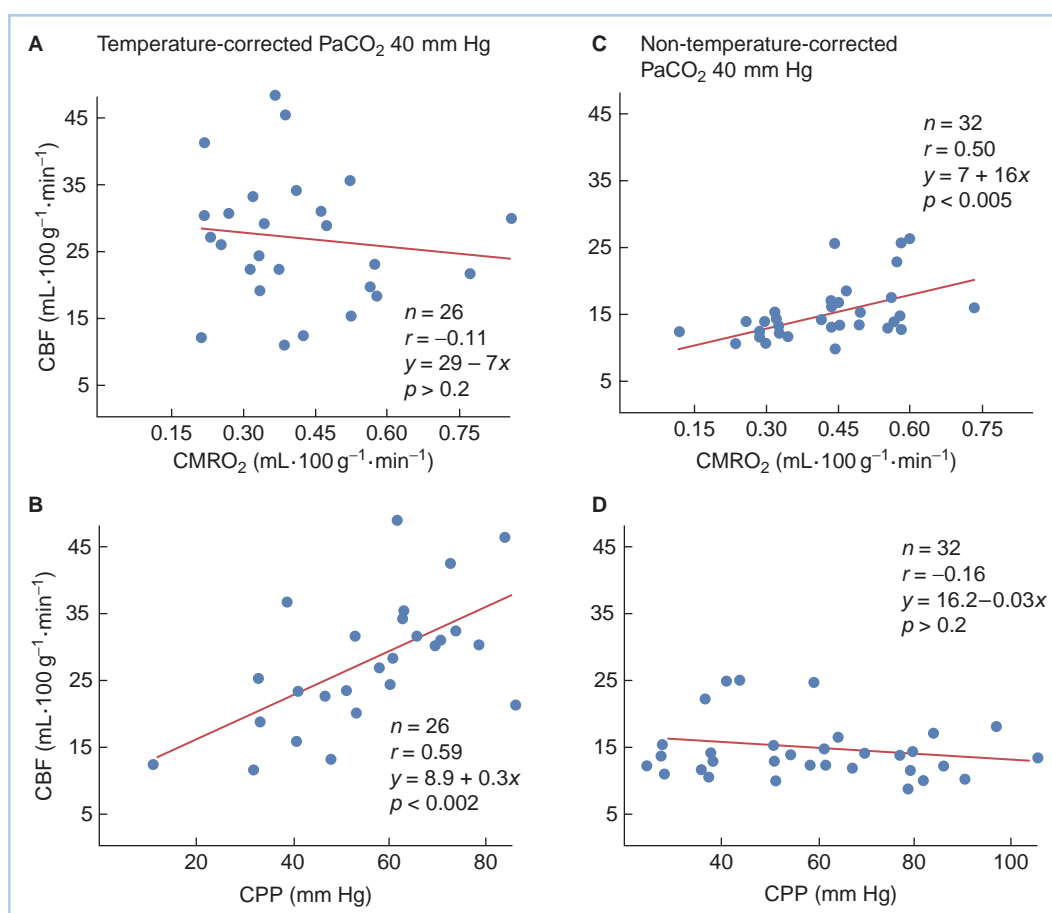 A Temperature-corrected PaCO₂ 40 mm Hg
CBF (mL·100 g⁻¹·min⁻¹)
45
35
25
15
5
n = 26
r = −0.11
y = 29 − 7x
p > 0.2
0.15 0.30 0.45 0.60 0.75
CMRO₂ (mL·100 g⁻¹·min⁻¹)
B
CBF (mL·100 g⁻¹·min⁻¹)
45
35
25
15
5
n = 26
r = 0.59
y = 8.9 + 0.3x
p < 0.002
20 40 60 80
CPP (mm Hg)
C Non-temperature-corrected
PaCO₂ 40 mm Hg
45
35
25
15
5
n = 32
r = 0.50
y = 7 + 16x
p < 0.005
0.15 0.30 0.45 0.60 0.75
CMRO₂ (mL·100 g⁻¹·min⁻¹)
D
45
35
25
15
5
n = 32
r = −0.16
y = 16.2−0.03x
p > 0.2
40 60 80 100
CPP (mm Hg)